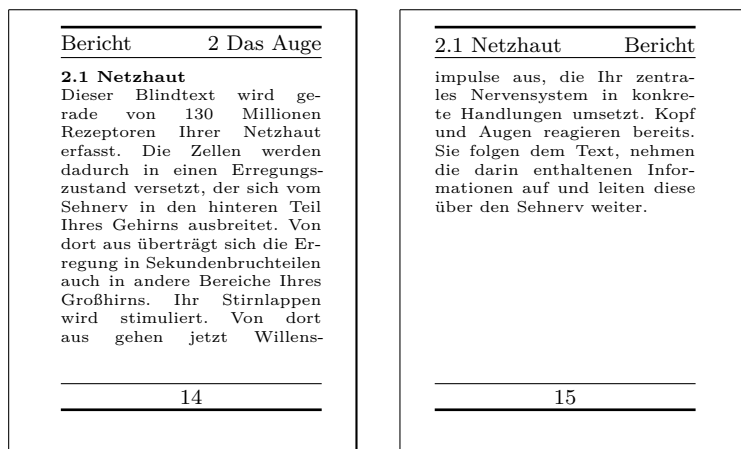 Bericht 2 Das Auge
2.1 Netzhaut
Dieser Blindtext wird ge-
rade von 130 Millionen
Rezeptoren Ihrer Netzhaut
erfasst. Die Zellen werden
dadurch in einen Erregungs-
zustand versetzt, der sich vom
Sehnerv in den hinteren Teil
Ihres Gehirns ausbreitet. Von
dort aus überträgt sich die Er-
regung in Sekundenbruchteilen
auch in andere Bereiche Ihres
Großhirns. Ihr Stirnlappen
wird stimuliert. Von dort
aus gehen jetzt Willens-
14
2.1 Netzhaut Bericht
impulse aus, die Ihr zentra-
les Nervensystem in konkre-
te Handlungen umsetzt. Kopf
und Augen reagieren bereits.
Sie folgen dem Text, nehmen
die darin enthaltenen Infor-
mationen auf und leiten diese
über den Sehnerv weiter.
15